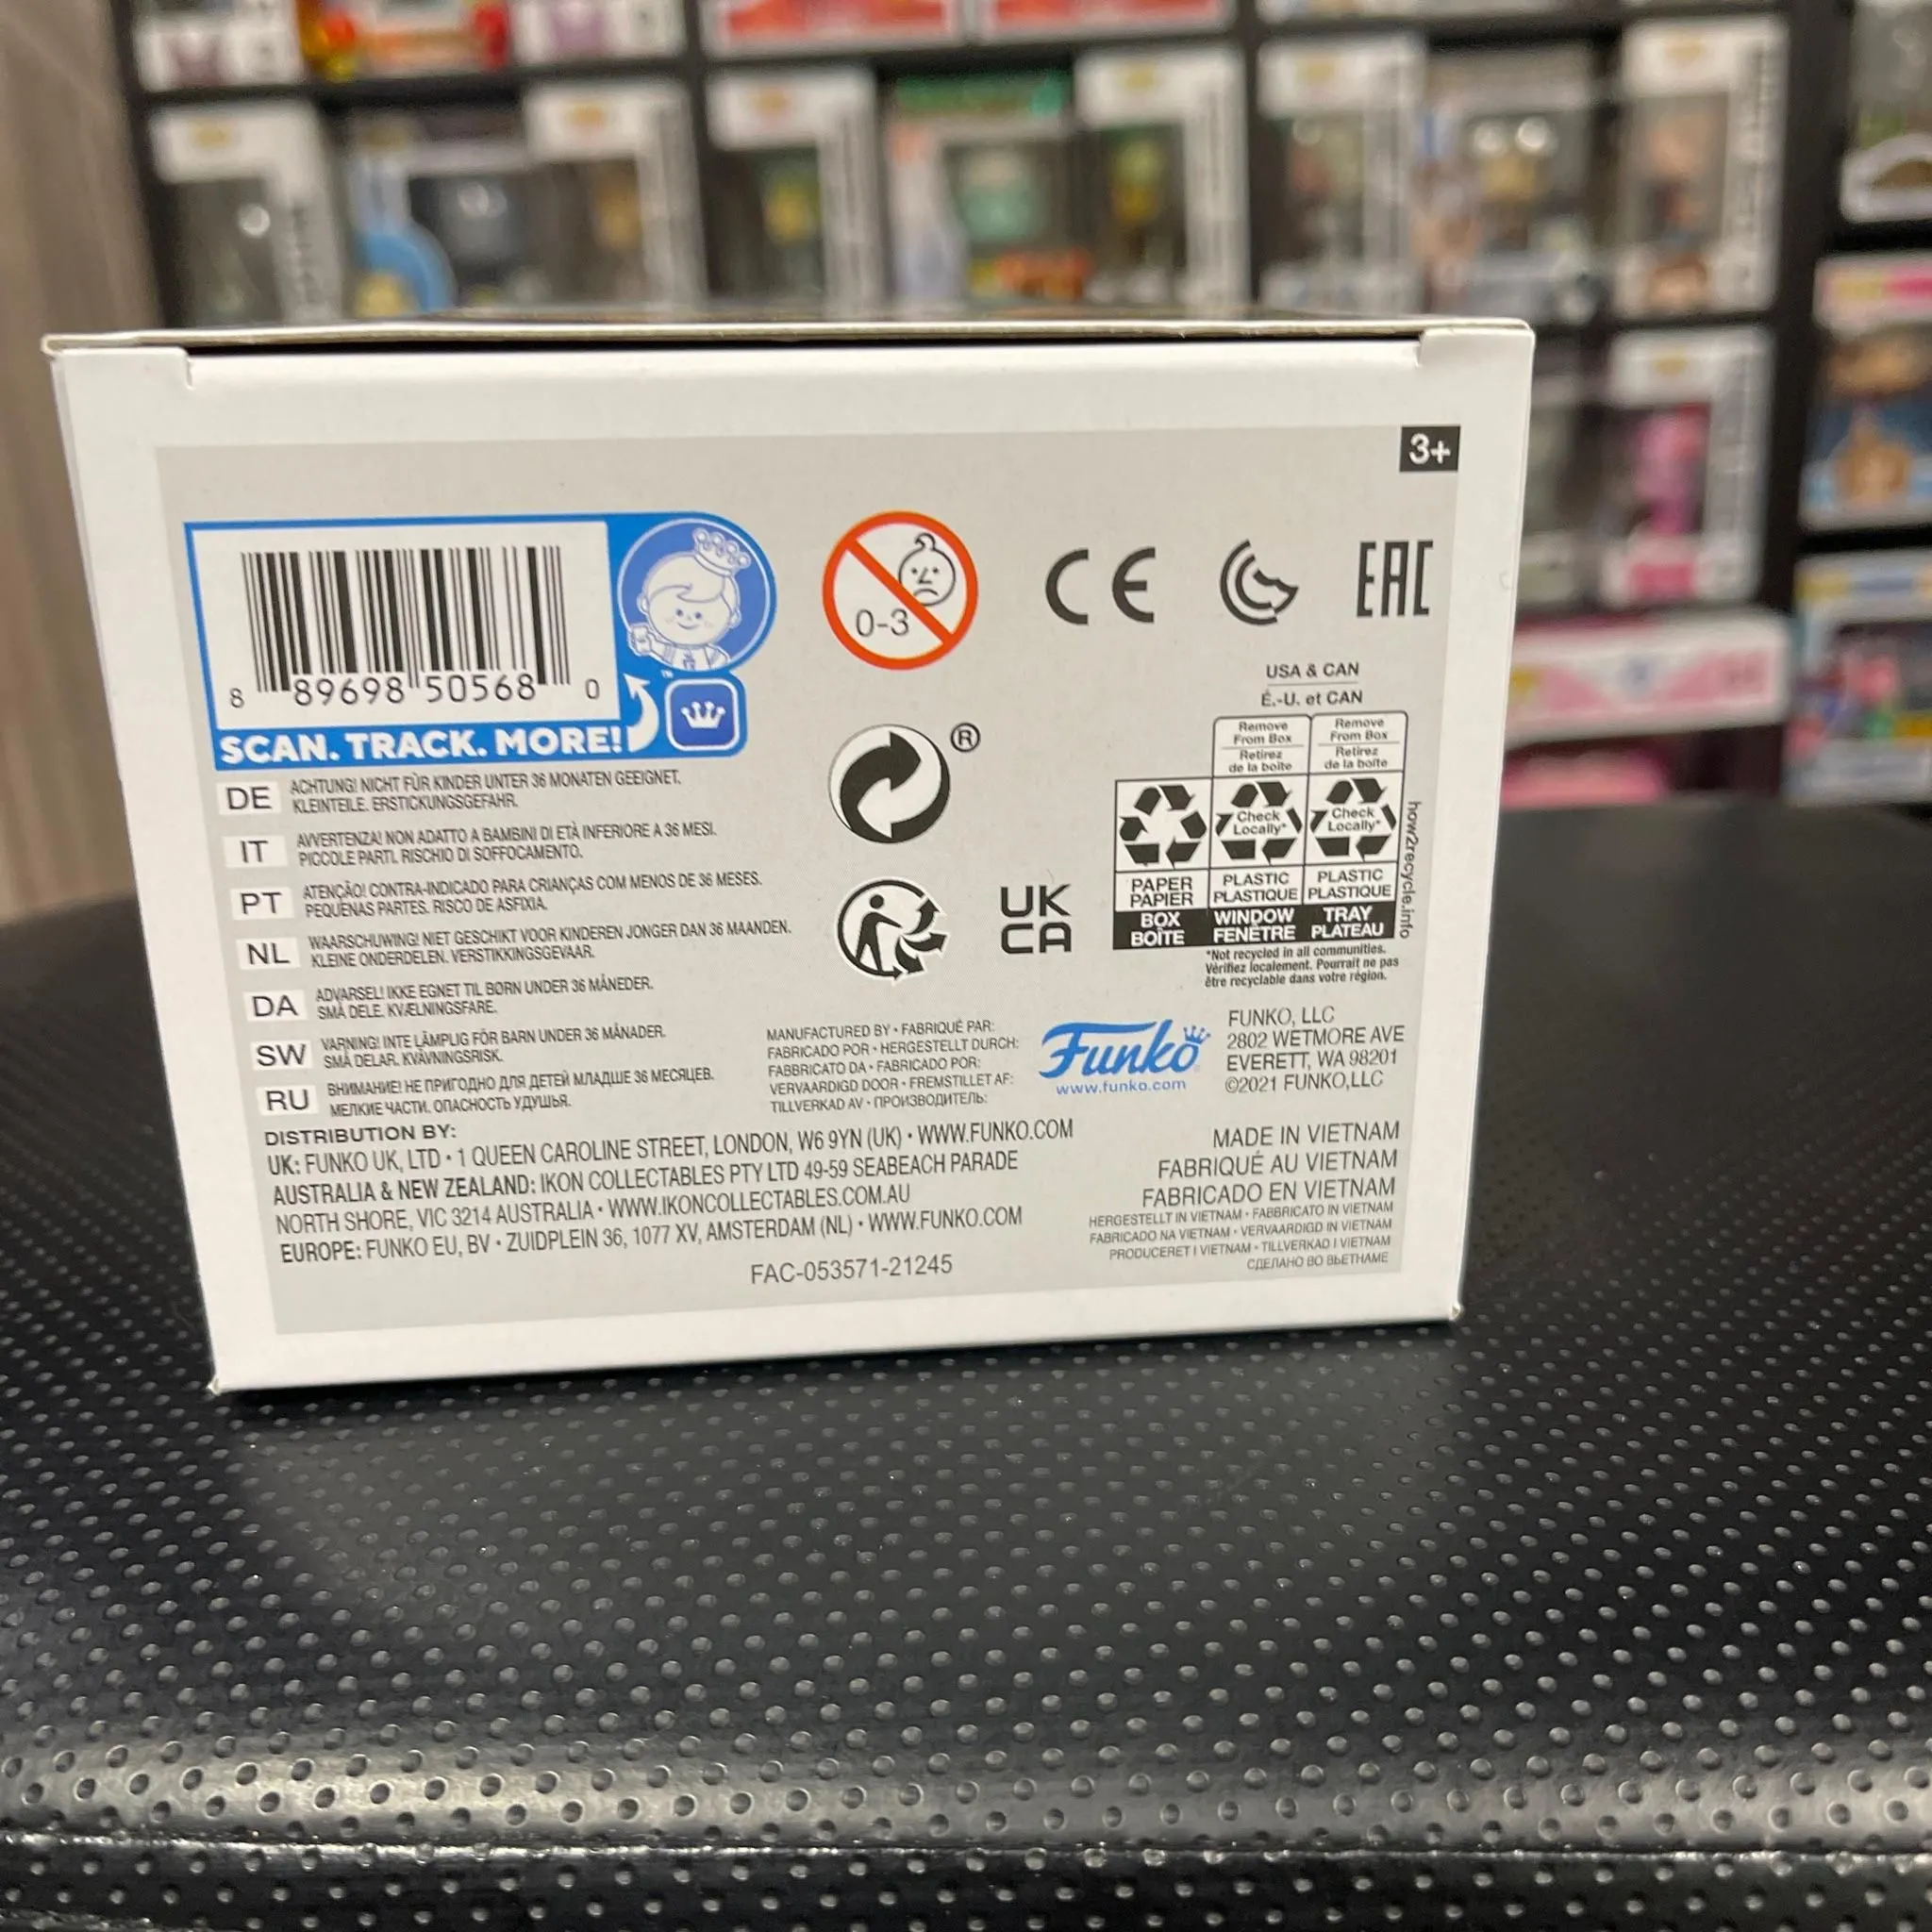 3+
8 89698 50568 0
SCAN. TRACK. MORE!
™
0-3
CE
EAC
DE ACHTUNG! NICHT FÜR KINDER UNTER 36 MONATEN GEEIGNET.
KLEINTEILE. ERSTICKUNGSGEFAHR.
IT AVVERTENZA! NON ADATTO A BAMBINI DI ETÀ INFERIORE A 36 MESI.
PICCOLE PARTI. RISCHIO DI SOFFOCAMENTO.
PT ATENÇÃO! CONTRA-INDICADO PARA CRIANÇAS COM MENOS DE 36 MESES.
PEQUENAS PARTES. RISCO DE ASFIXIA.
NL WAARSCHUWING! NIET GESCHIKT VOOR KINDEREN JONGER DAN 36 MAANDEN.
KLEINE ONDERDELEN. VERSTIKKINGSGEVAAR.
DA ADVARSEL! IKKE EGNET TIL BØRN UNDER 36 MÅNEDER.
SMÅ DELE. KVÆLNINGSFARE.
SW VARNING! INTE LÄMPLIG FÖR BARN UNDER 36 MÅNADER.
SMÅ DELAR. KVÄVNINGSRISK.
RU ВНИМАНИЕ! НЕ ПРИГОДНО ДЛЯ ДЕТЕЙ МЛАДШЕ 36 МЕСЯЦЕВ.
МЕЛКИЕ ЧАСТИ. ОПАСНОСТЬ УДУШЬЯ.
®
UK
CA
USA & CAN
É.-U. et CAN
Remove
From Box
Retirez
de la boîte
Remove
From Box
Retirez
de la boîte
Check
Locally*
Check
Locally*
PAPER
PAPIER
BOX
BOÎTE
PLASTIC
PLASTIQUE
WINDOW
FENÊTRE
PLASTIC
PLASTIQUE
TRAY
PLATEAU
how2recycle.info
*Not recycled in all communities.
Vérifiez localement. Pourrait ne pas
être recyclable dans votre région.
MANUFACTURED BY • FABRIQUÉ PAR:
FABRICADO POR • HERGESTELLT DURCH:
FABBRICATO DA • FABRICADO POR:
VERVAARDIGD DOOR • FREMSTILLET AF:
TILLVERKAD AV • ПРОИЗВОДИТЕЛЬ:
Funko
www.funko.com
FUNKO, LLC
2802 WETMORE AVE
EVERETT, WA 98201
©2021 FUNKO,LLC
DISTRIBUTION BY:
UK: FUNKO UK, LTD • 1 QUEEN CAROLINE STREET, LONDON, W6 9YN (UK) • WWW.FUNKO.COM
AUSTRALIA & NEW ZEALAND: IKON COLLECTABLES PTY LTD 49-59 SEABEACH PARADE
NORTH SHORE, VIC 3214 AUSTRALIA • WWW.IKONCOLLECTABLES.COM.AU
EUROPE: FUNKO EU, BV • ZUIDPLEIN 36, 1077 XV, AMSTERDAM (NL) • WWW.FUNKO.COM
FAC-053571-21245
MADE IN VIETNAM
FABRIQUÉ AU VIETNAM
FABRICADO EN VIETNAM
HERGESTELLT IN VIETNAM • FABBRICATO IN VIETNAM
FABRICADO NA VIETNAM • VERVAARDIGD IN VIETNAM
PRODUCERET I VIETNAM • TILLVERKAD I VIETNAM
СДЕЛАНО ВО ВЬЕТНАМЕ